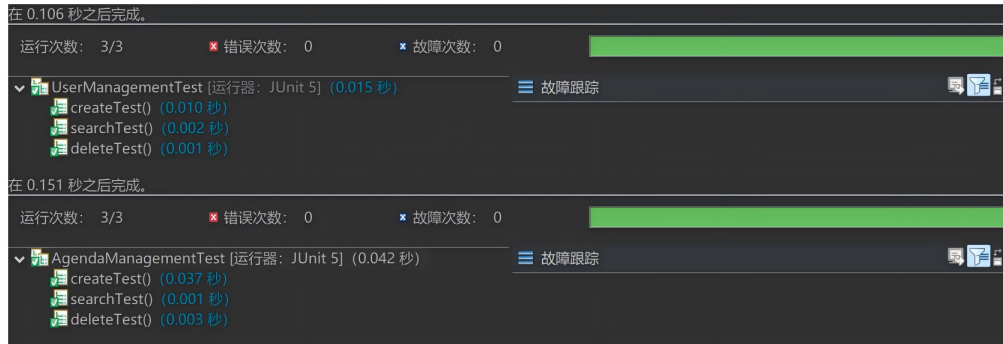 在 0.106 秒之后完成。
运行次数： 3/3 错误次数： 0 故障次数： 0
UserManagementTest [运行器：JUnit 5] (0.015 秒) 故障跟踪
createTest() (0.010 秒)
searchTest() (0.002 秒)
deleteTest() (0.001 秒)
在 0.151 秒之后完成。
运行次数： 3/3 错误次数： 0 故障次数： 0
AgendaManagementTest [运行器：JUnit 5] (0.042 秒) 故障跟踪
createTest() (0.037 秒)
searchTest() (0.001 秒)
deleteTest() (0.003 秒)